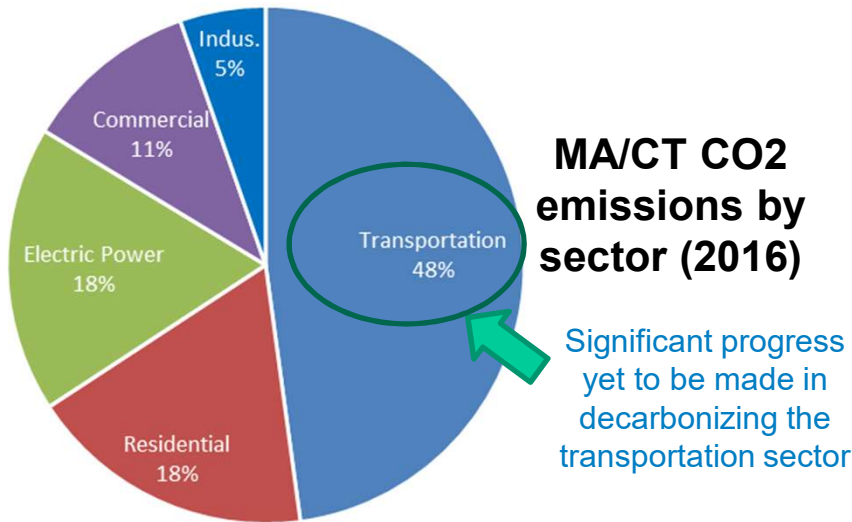 Indus.
5%
Commercial
11%
Electric Power
18%
Residential
18%
Transportation
48%
MA/CT CO2
emissions by
sector (2016)
Significant progress
yet to be made in
decarbonizing the
transportation sector